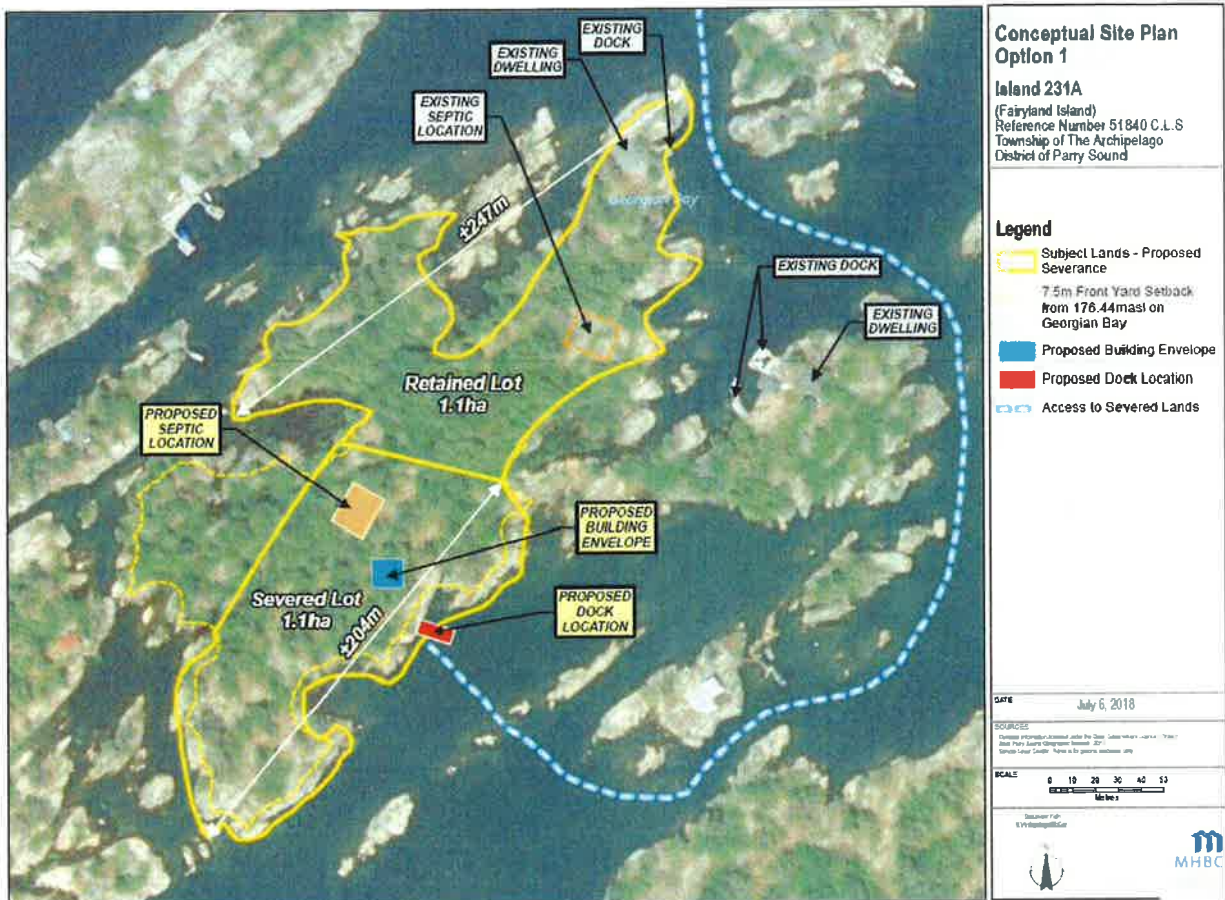 EXISTING
DOCK
EXISTING
DWELLING
EXISTING
SEPTIC
LOCATION
±247m
Georgian Bay
EXISTING DOCK
EXISTING
DWELLING
Retained Lot
1.1ha
PROPOSED
SEPTIC
LOCATION
PROPOSED
BUILDING
ENVELOPE
Severed Lot
1.1ha
±204m
PROPOSED
DOCK
LOCATION
Conceptual Site Plan
Option 1
Island 231A
(Fairyland Island)
Reference Number 51840 C.L.S
Township of The Archipelago
District of Parry Sound
Legend
Subject Lands - Proposed
Severance
7.5m Front Yard Setback
from 176.44masl on
Georgian Bay
Proposed Building Envelope
Proposed Dock Location
Access to Severed Lands
DATE
July 6, 2018
SOURCES
SCALE
0 10 20 30 40 50
Metres
MHBC